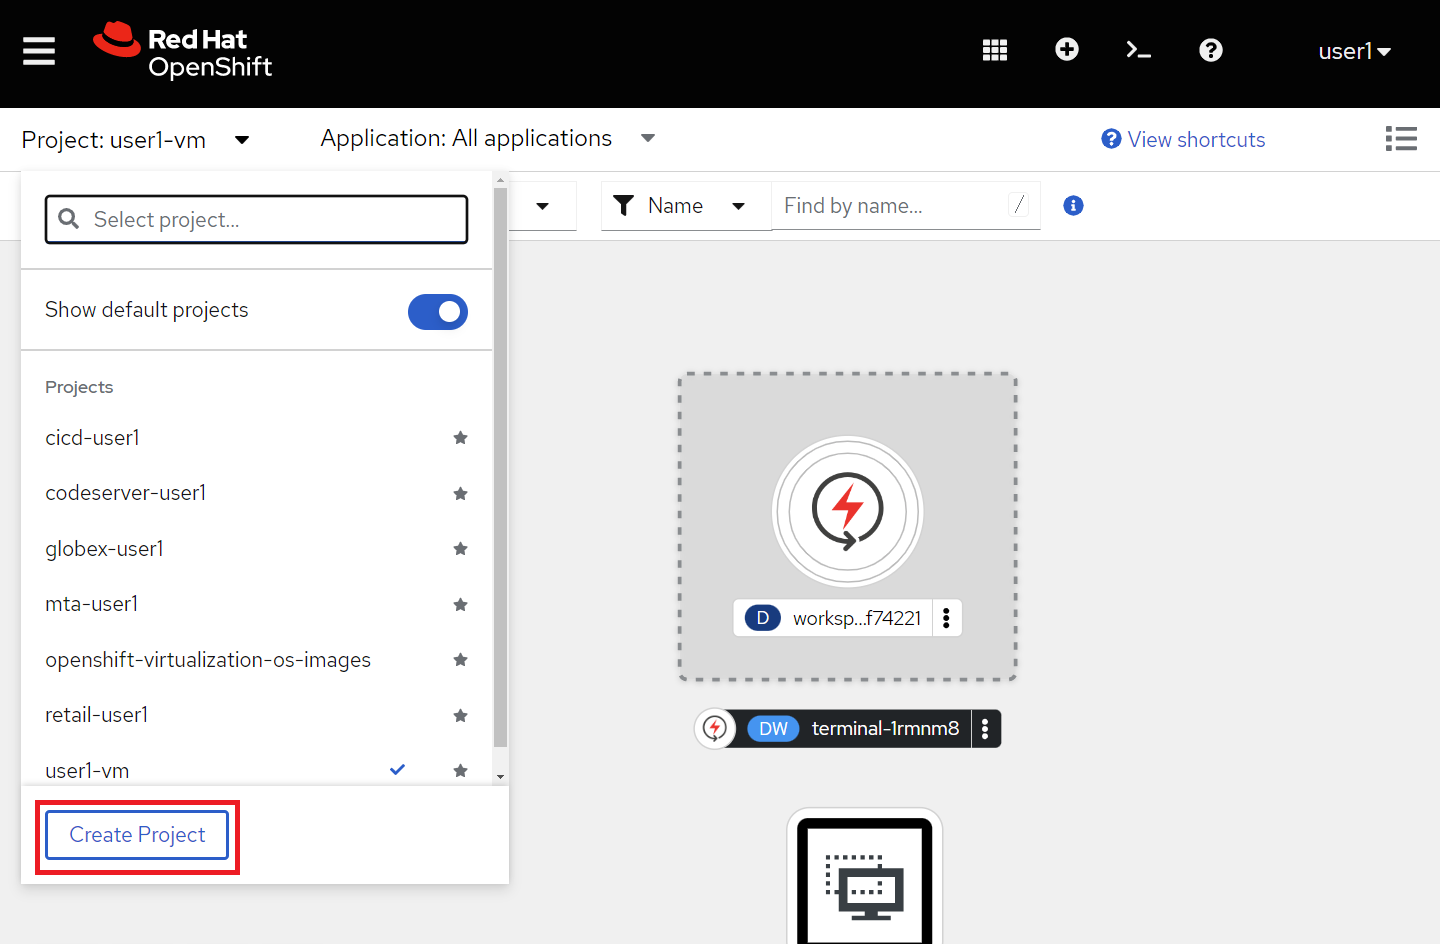 Red Hat
OpenShift
user1
Project: user1-vm
Application: All applications
View shortcuts
Select project...
Name
Find by name...
/
Show default projects
Projects
cicd-user1
codeserver-user1
globex-user1
mta-user1
openshift-virtualization-os-images
retail-user1
user1-vm
Create Project
D worksp...f74221
DW terminal-1rmnm8